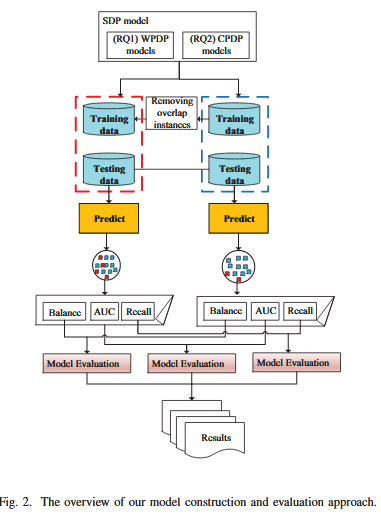 SDP model
(RQ1) WPDP
models
(RQ2) CPDP
models
Removing
overlap
instances
Training
data
Training
data
Testing
data
Testing
data
Predict
Predict
Balance
AUC
Recall
Balance
AUC
Recall
Model Evaluation
Model Evaluation
Model Evaluation
Results
Fig. 2. The overview of our model construction and evaluation approach.